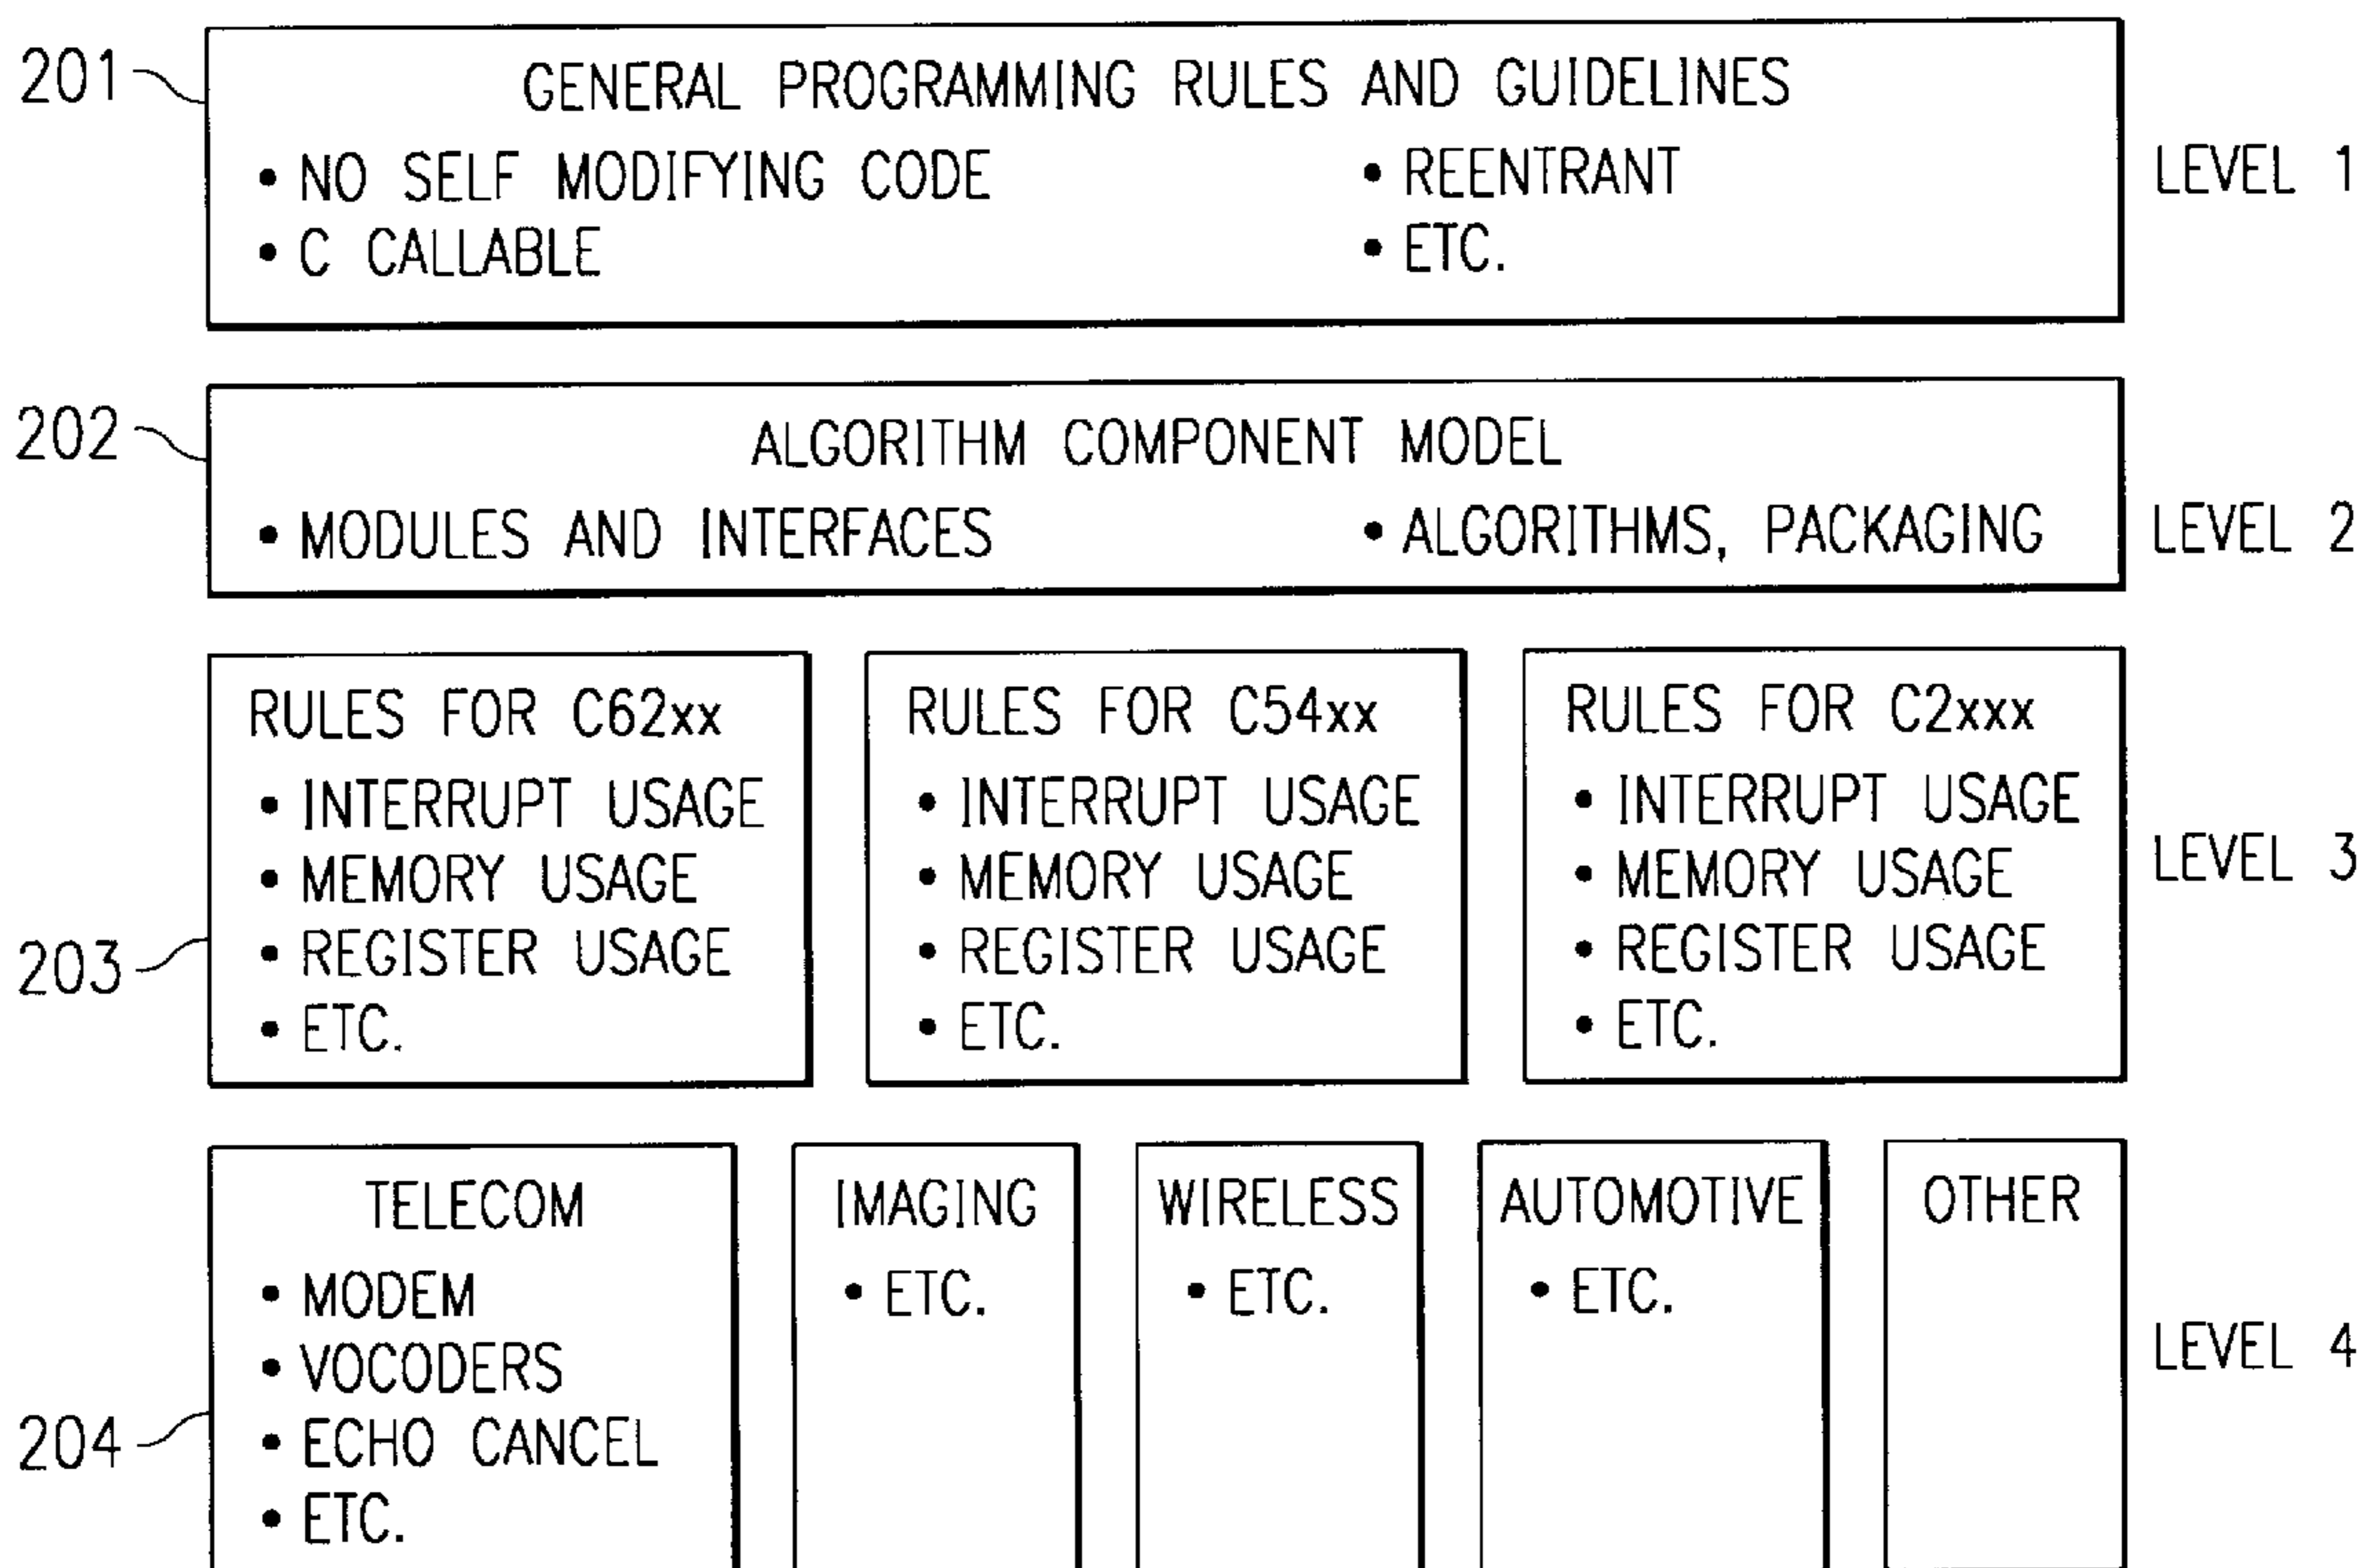 201
GENERAL PROGRAMMING RULES AND GUIDELINES
• NO SELF MODIFYING CODE
• C CALLABLE
• REENTRANT
• ETC.
LEVEL 1
202
ALGORITHM COMPONENT MODEL
• MODULES AND INTERFACES
• ALGORITHMS, PACKAGING
LEVEL 2
203
RULES FOR C62xx
• INTERRUPT USAGE
• MEMORY USAGE
• REGISTER USAGE
• ETC.
RULES FOR C54xx
• INTERRUPT USAGE
• MEMORY USAGE
• REGISTER USAGE
• ETC.
RULES FOR C2xxx
• INTERRUPT USAGE
• MEMORY USAGE
• REGISTER USAGE
• ETC.
LEVEL 3
204
TELECOM
• MODEM
• VOCODERS
• ECHO CANCEL
• ETC.
IMAGING
• ETC.
WIRELESS
• ETC.
AUTOMOTIVE
• ETC.
OTHER
LEVEL 4